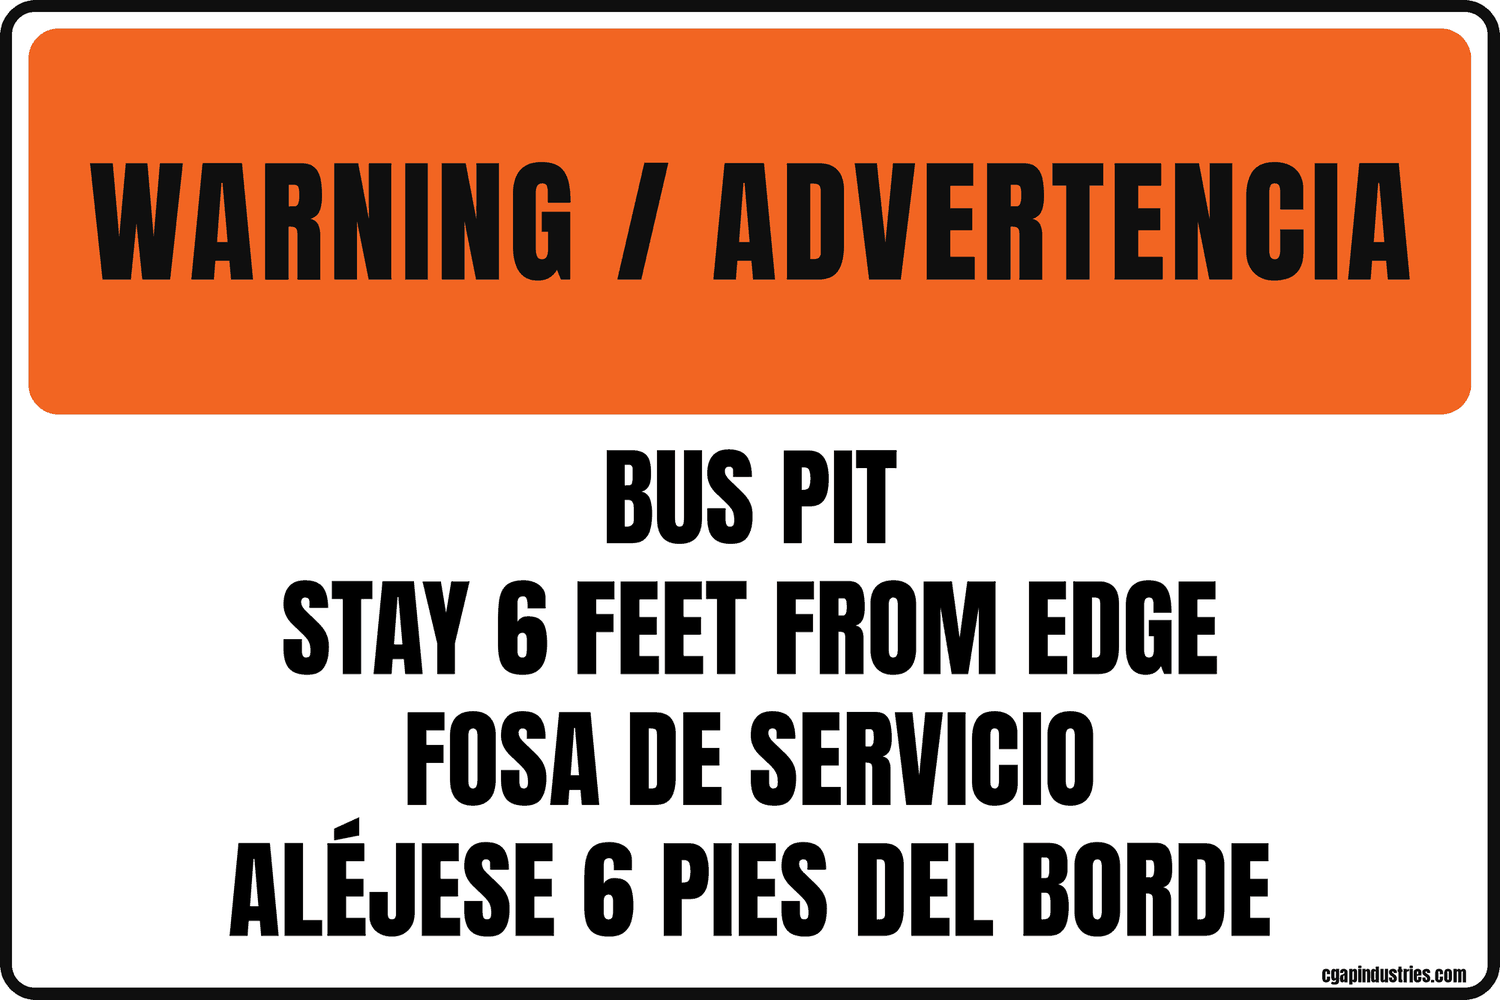 WARNING / ADVERTENCIA
BUS PIT
STAY 6 FEET FROM EDGE
FOSA DE SERVICIO
ALÉJESE 6 PIES DEL BORDE
cgapindustries.com